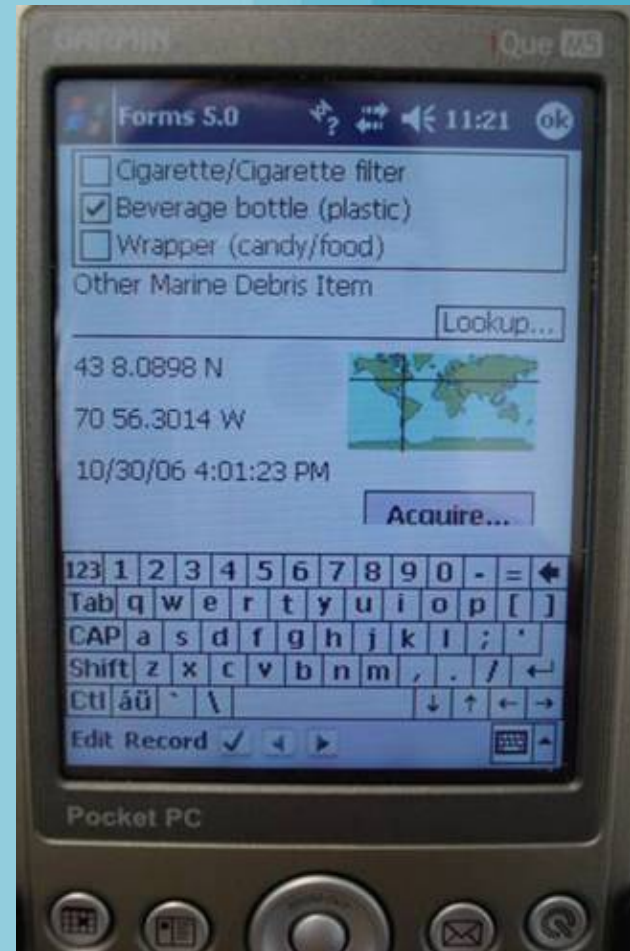 GARMIN iQue M5
Forms 5.0 ? 11:21 ok
Cigarette/Cigarette filter
Beverage bottle (plastic)
Wrapper (candy/food)
Other Marine Debris Item
Lookup...
43 8.0898 N
70 56.3014 W
10/30/06 4:01:23 PM
Acquire...
123 1 2 3 4 5 6 7 8 9 0 - =
Tab q w e r t y u i o p [ ]
CAP a s d f g h j k l ; '
Shift z x c v b n m , . /
Ctl áü ` \
Edit Record
Pocket PC